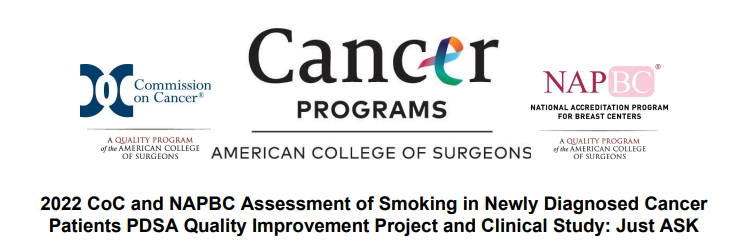 Commission
on Cancer®
A QUALITY PROGRAM
of the AMERICAN COLLEGE
OF SURGEONS
Cancer
PROGRAMS
AMERICAN COLLEGE OF SURGEONS
NAPBC®
NATIONAL ACCREDITATION PROGRAM
FOR BREAST CENTERS
A QUALITY PROGRAM
of the AMERICAN COLLEGE
OF SURGEONS
2022 CoC and NAPBC Assessment of Smoking in Newly Diagnosed Cancer
Patients PDSA Quality Improvement Project and Clinical Study: Just ASK